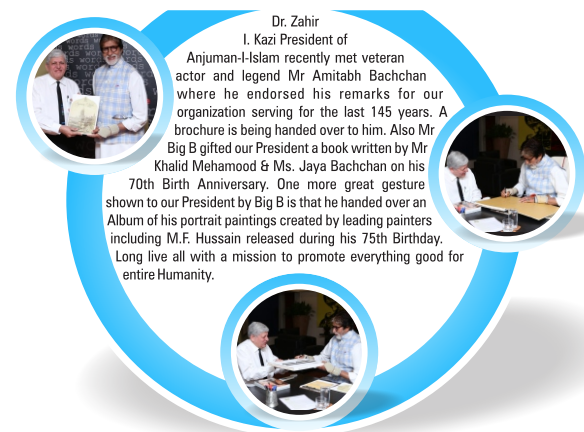 Dr. Zahir
I. Kazi President of
Anjuman-I-Islam recently met veteran
actor and legend Mr Amitabh Bachchan
where he endorsed his remarks for our
organization serving for the last 145 years. A
brochure is being handed over to him. Also Mr
Big B gifted our President a book written by Mr
Khalid Mehamood & Ms. Jaya Bachchan on his
70th Birth Anniversary. One more great gesture
shown to our President by Big B is that he handed over an
Album of his portrait paintings created by leading painters
including M.F. Hussain released during his 75th Birthday.
Long live all with a mission to promote everything good for
entire Humanity.
words
words